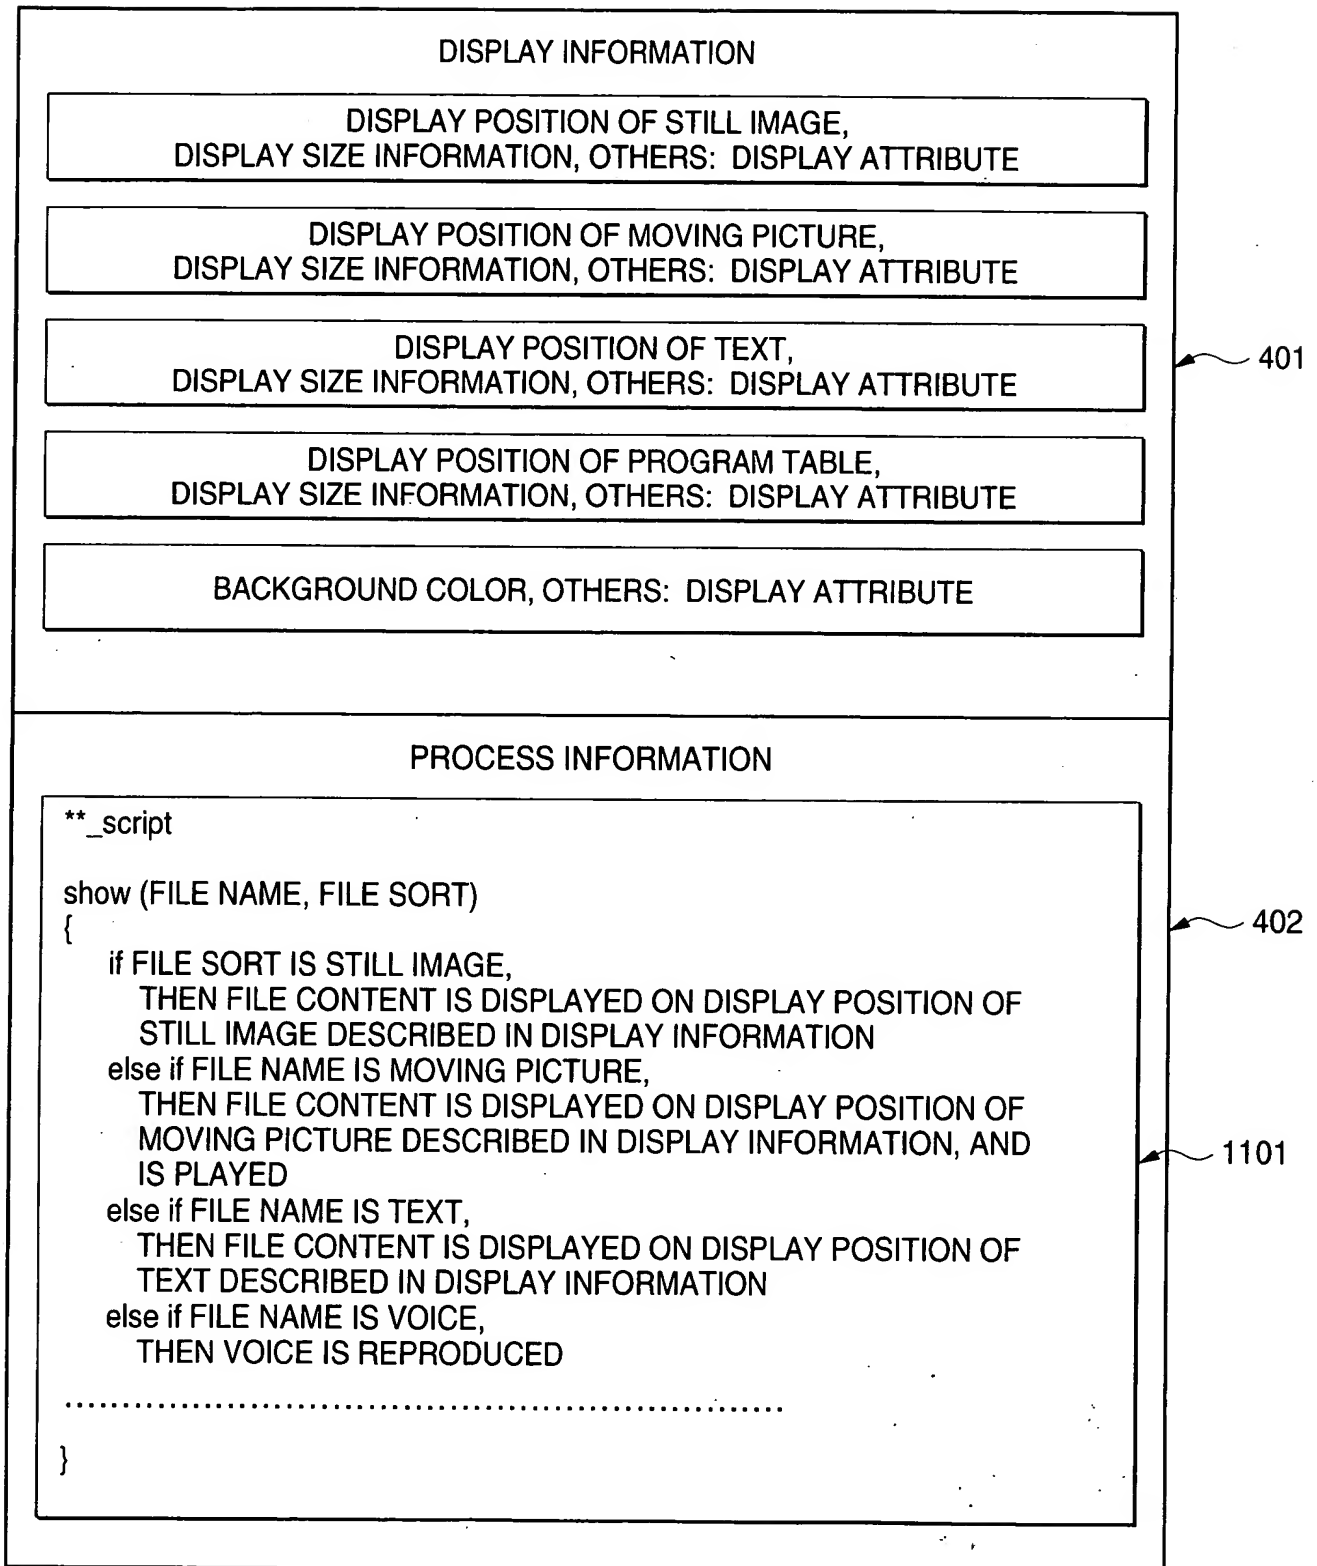 DISPLAY INFORMATION
DISPLAY POSITION OF STILL IMAGE,
DISPLAY SIZE INFORMATION, OTHERS: DISPLAY ATTRIBUTE
DISPLAY POSITION OF MOVING PICTURE,
DISPLAY SIZE INFORMATION, OTHERS: DISPLAY ATTRIBUTE
DISPLAY POSITION OF TEXT,
DISPLAY SIZE INFORMATION, OTHERS: DISPLAY ATTRIBUTE
401
DISPLAY POSITION OF PROGRAM TABLE,
DISPLAY SIZE INFORMATION, OTHERS: DISPLAY ATTRIBUTE
BACKGROUND COLOR, OTHERS: DISPLAY ATTRIBUTE
PROCESS INFORMATION
**_script
show (FILE NAME, FILE SORT)
{
402
if FILE SORT IS STILL IMAGE,
THEN FILE CONTENT IS DISPLAYED ON DISPLAY POSITION OF
STILL IMAGE DESCRIBED IN DISPLAY INFORMATION
else if FILE NAME IS MOVING PICTURE,
THEN FILE CONTENT IS DISPLAYED ON DISPLAY POSITION OF
MOVING PICTURE DESCRIBED IN DISPLAY INFORMATION, AND
IS PLAYED
1101
else if FILE NAME IS TEXT,
THEN FILE CONTENT IS DISPLAYED ON DISPLAY POSITION OF
TEXT DESCRIBED IN DISPLAY INFORMATION
else if FILE NAME IS VOICE,
THEN VOICE IS REPRODUCED
..............................................................
}